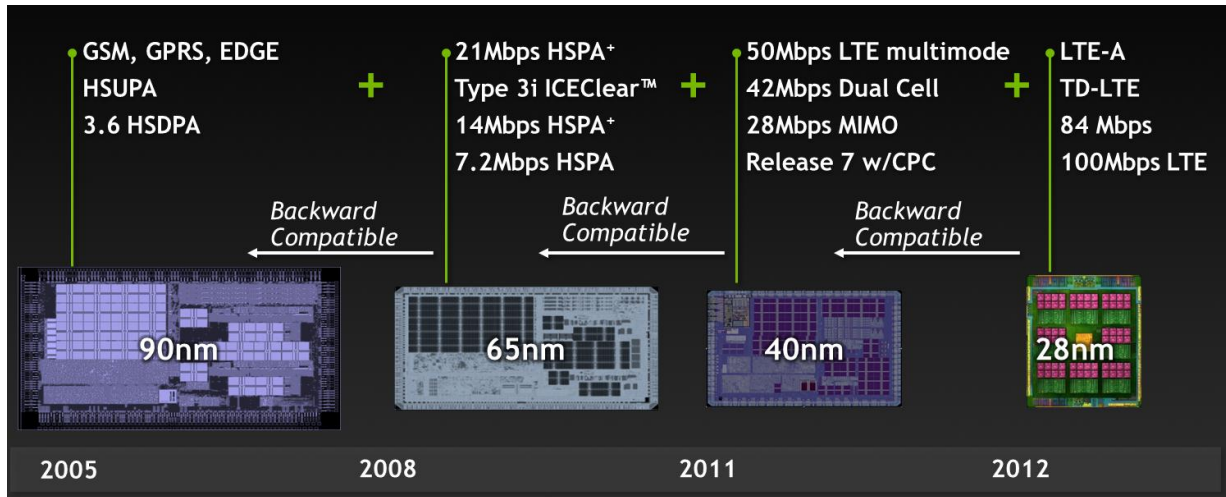 GSM, GPRS, EDGE
HSUPA
3.6 HSDPA
+
21Mbps HSPA⁺
Type 3i ICEClear™
14Mbps HSPA⁺
7.2Mbps HSPA
+
50Mbps LTE multimode
42Mbps Dual Cell
28Mbps MIMO
Release 7 w/CPC
+
LTE-A
TD-LTE
84 Mbps
100Mbps LTE
Backward
Compatible
Backward
Compatible
Backward
Compatible
90nm
65nm
40nm
28nm
2005
2008
2011
2012